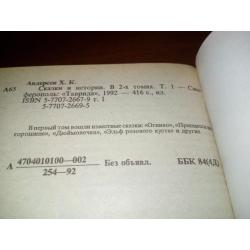 Андерсен Х. К.
А65 Сказки и истории. В 2-х томах. Т. 1 — Сим-
ферополь: «Таврида», 1992 — 416 с., ил.
ISBN 5-7707-2667-9 т. 1
5-7707-2669-5
В первый том вошли известные сказки: «Огниво», «Принцесса на
горошине», «Дюймовочка», «Эльф розового куста» и другие.
А 4704010100—002
254—92
Без объявл.
ББК 84(4Д)